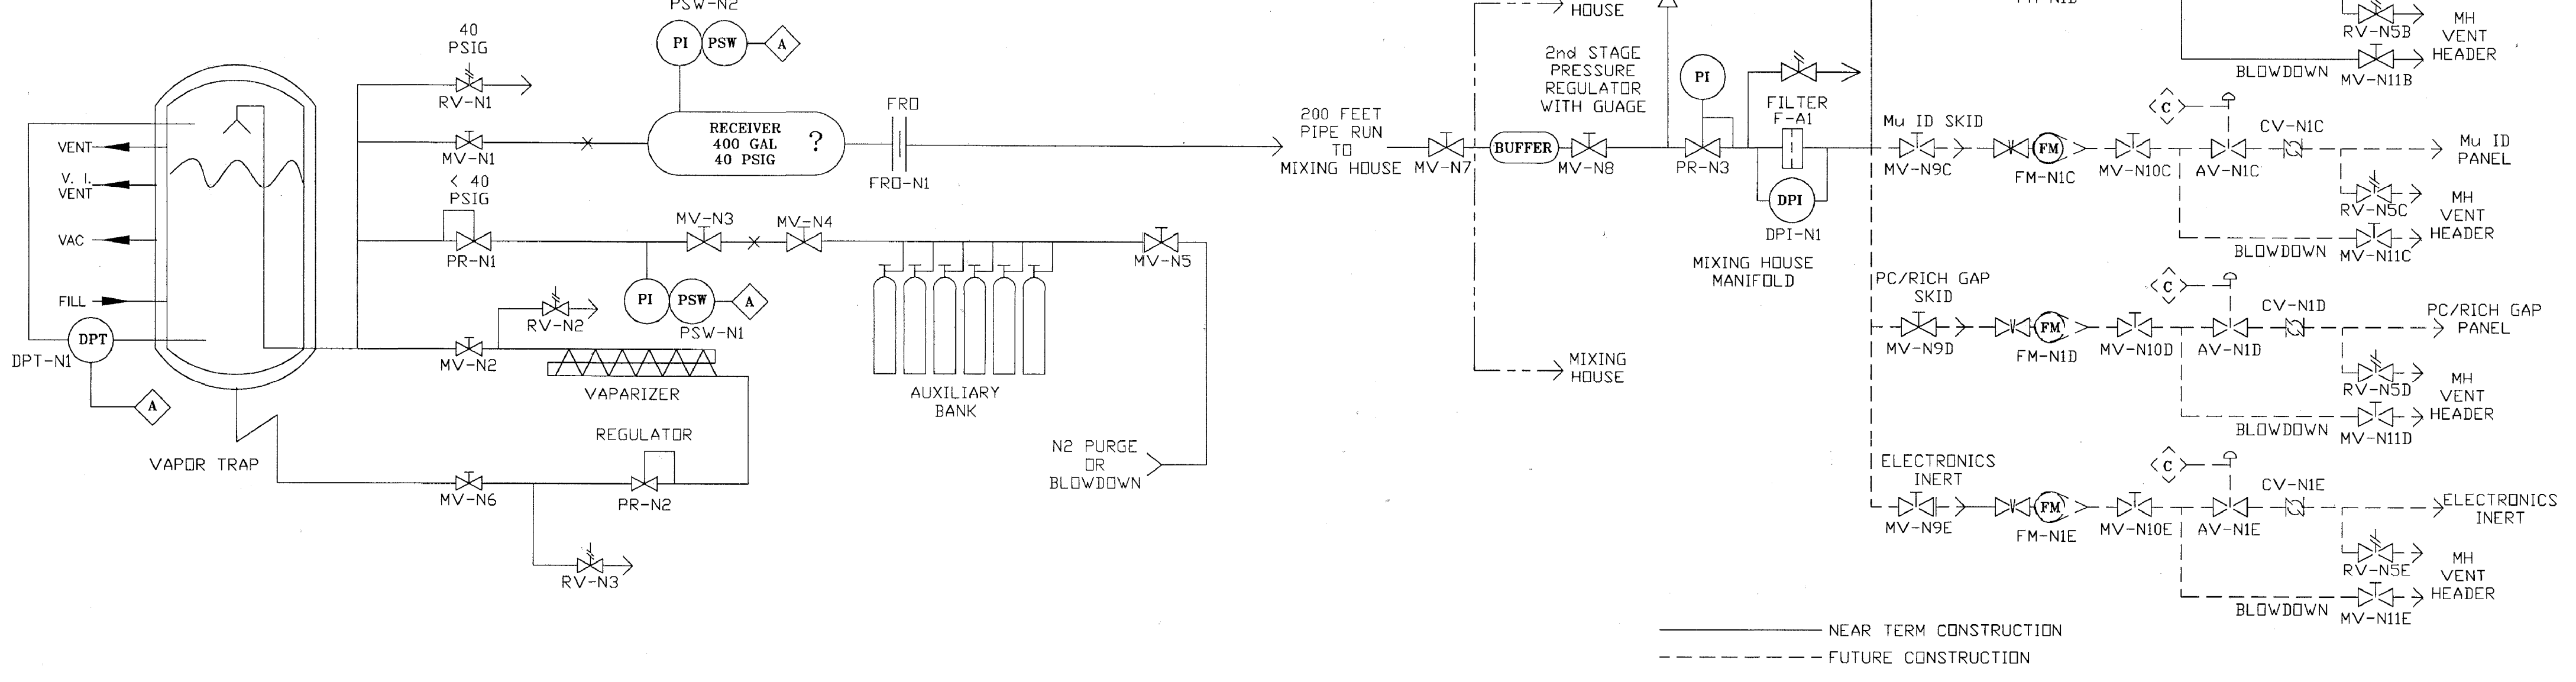 PSW-N2
PI
PSW
A
40
PSIG
RV-N1
MV-N1
< 40
PSIG
RECEIVER
400 GAL
40 PSIG
?
FRO
FRO-N1
VENT
V. I.
VENT
VAC
FILL
DPT
DPT-N1
A
VAPOR TRAP
PR-N1
MV-N3
MV-N4
MV-N5
PI
PSW
A
PSW-N1
RV-N2
MV-N2
VAPARIZER
AUXILIARY
BANK
REGULATOR
MV-N6
PR-N2
RV-N3
N2 PURGE
OR
BLOWDOWN
200 FEET
PIPE RUN
TO
MIXING HOUSE
MV-N7
HOUSE
BUFFER
MV-N8
2nd STAGE
PRESSURE
REGULATOR
WITH GUAGE
PI
PR-N3
FILTER
F-A1
DPI
DPI-N1
MIXING HOUSE
MANIFOLD
MIXING
HOUSE
RV-N5B
BLOWDOWN
MV-N11B
MH
VENT
HEADER
Mu ID SKID
MV-N9C
FM
FM-N1C
MV-N10C
C
AV-N1C
CV-N1C
Mu ID
PANEL
RV-N5C
BLOWDOWN
MV-N11C
MH
VENT
HEADER
PC/RICH GAP
SKID
MV-N9D
FM
FM-N1D
MV-N10D
C
AV-N1D
CV-N1D
PC/RICH GAP
PANEL
RV-N5D
BLOWDOWN
MV-N11D
MH
VENT
HEADER
ELECTRONICS
INERT
MV-N9E
FM
FM-N1E
MV-N10E
C
AV-N1E
CV-N1E
ELECTRONICS
INERT
RV-N5E
BLOWDOWN
MV-N11E
MH
VENT
HEADER
NEAR TERM CONSTRUCTION
FUTURE CONSTRUCTION